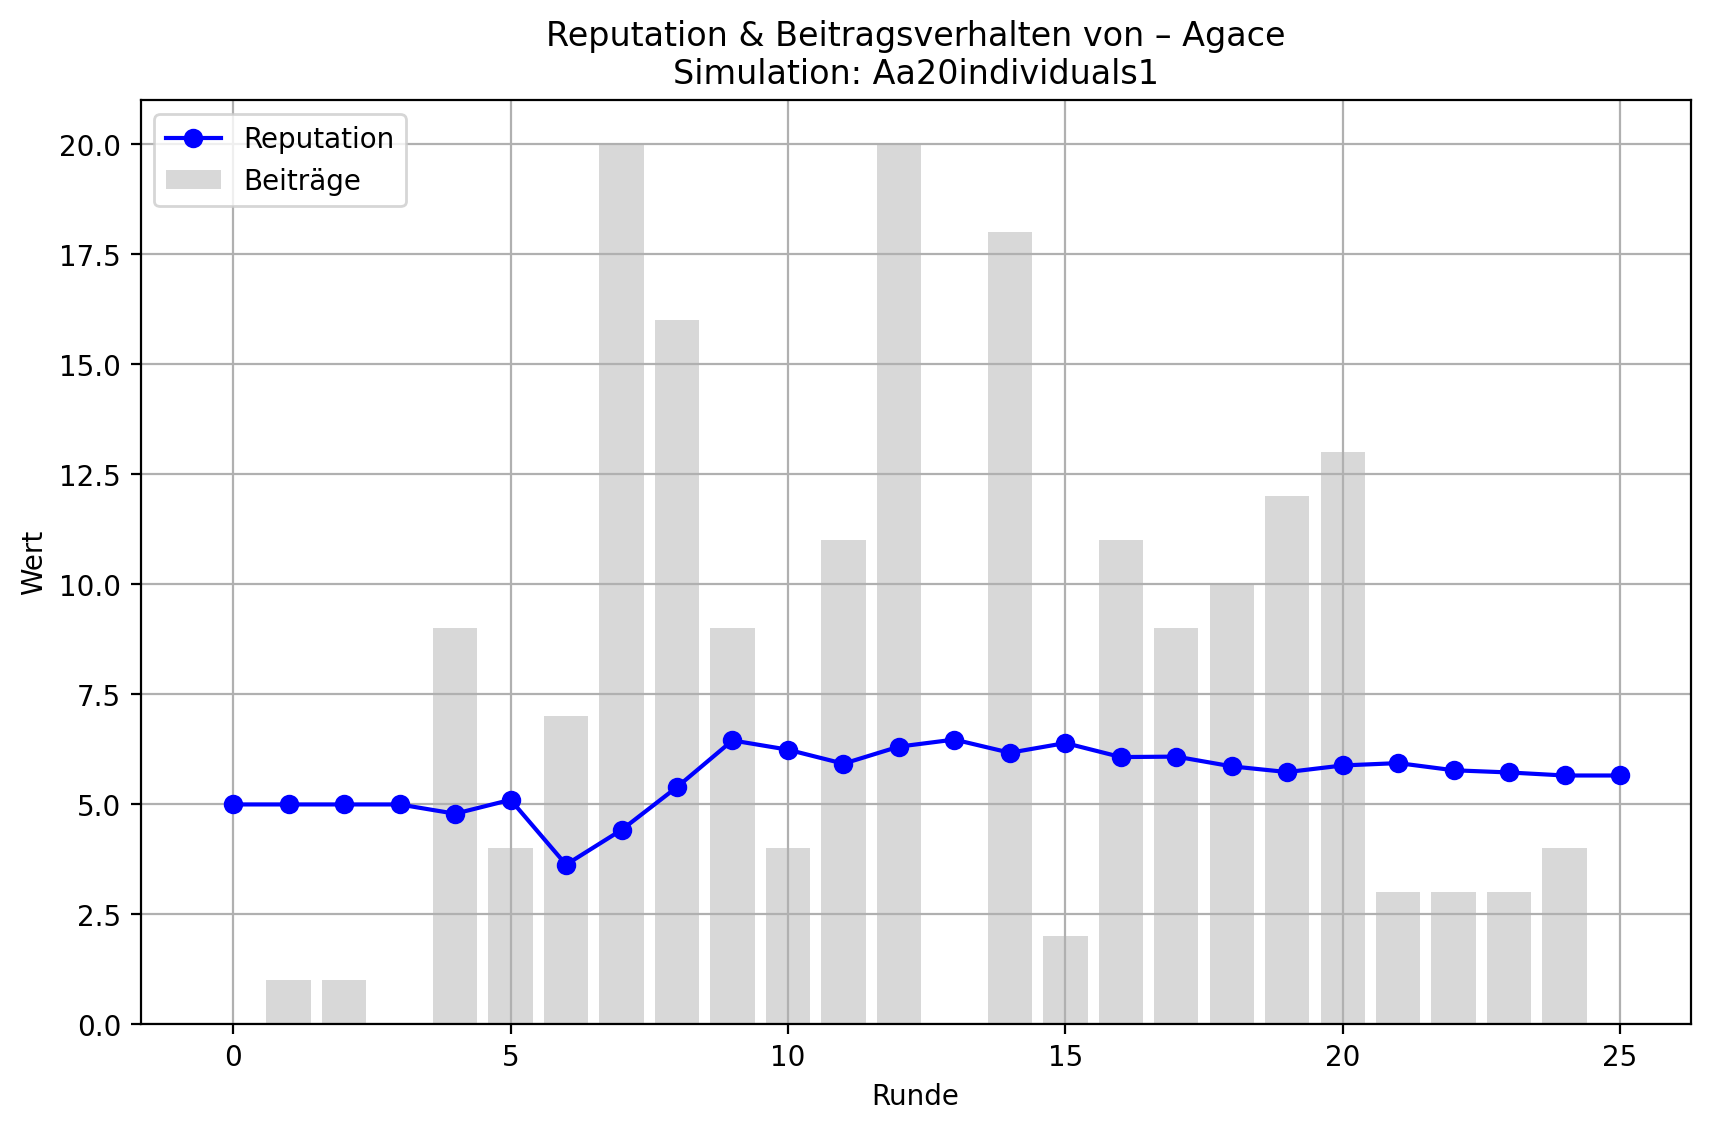 Reputation & Beitragsverhalten von – Agace
Simulation: Aa20individuals1
Reputation
Beiträge
20.0
17.5
15.0
12.5
10.0
7.5
5.0
2.5
0.0
Wert
0 5 10 15 20 25
Runde